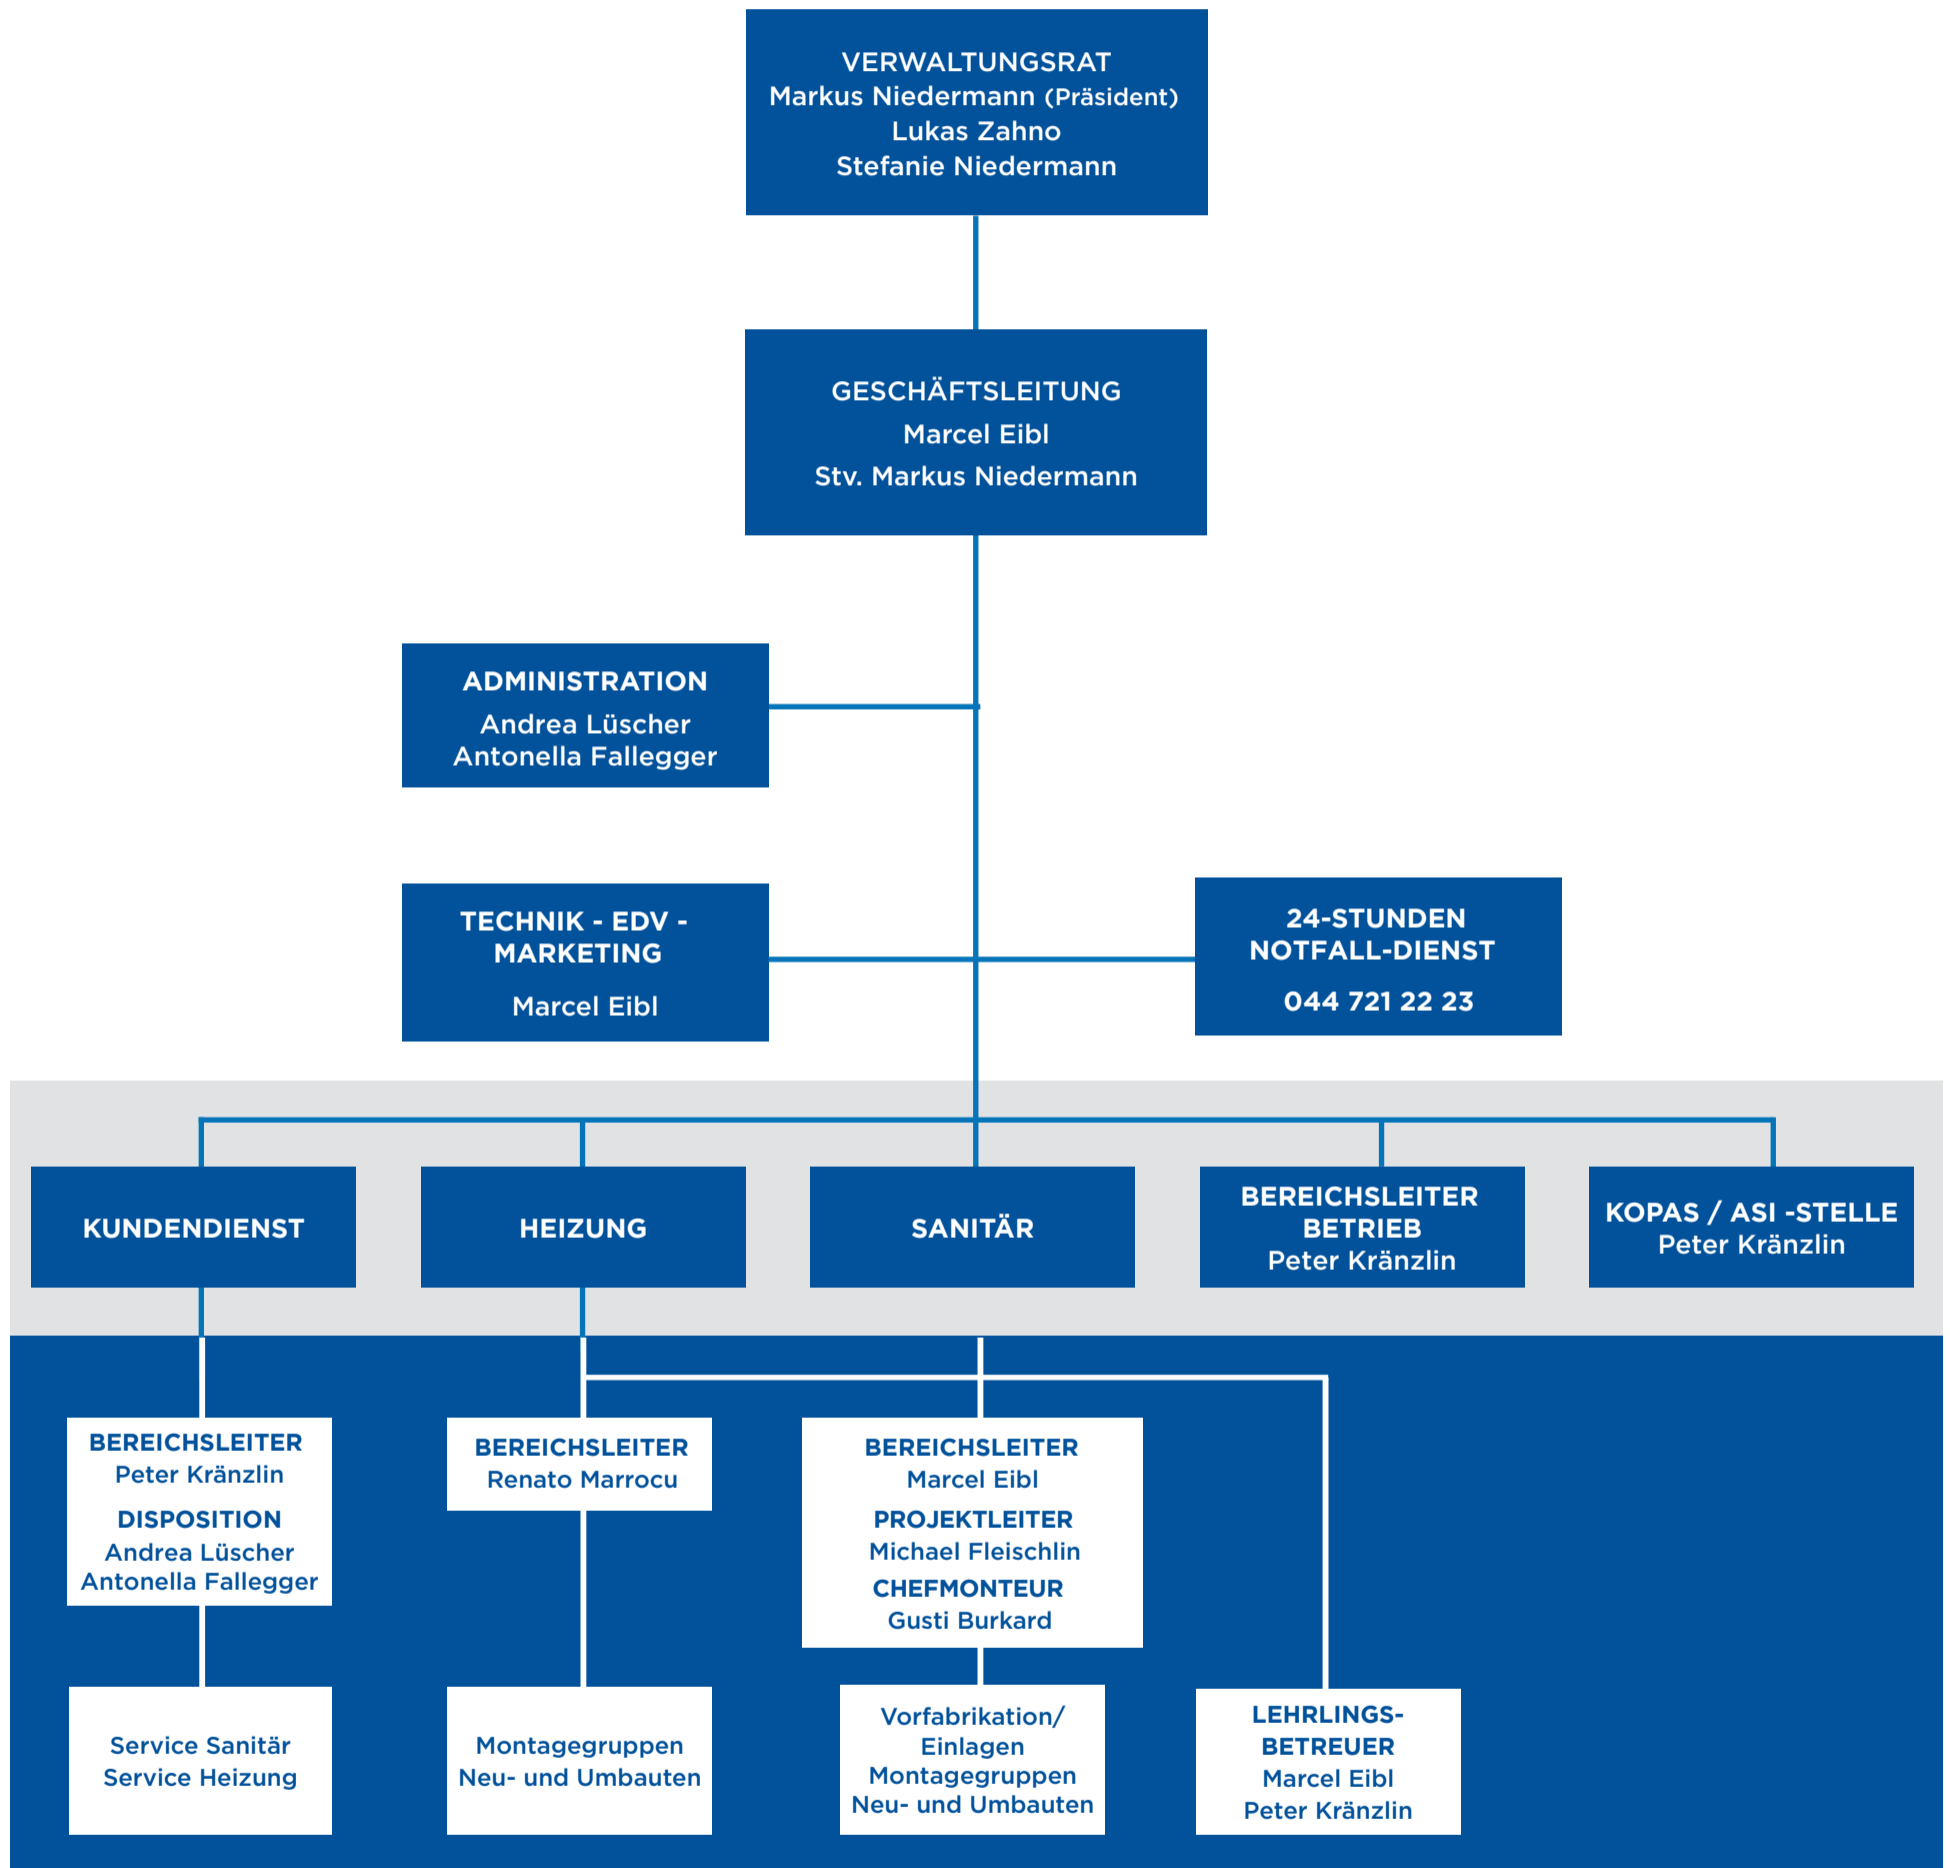 VERWALTUNGSRAT
Markus Niedermann (Präsident)
Lukas Zahno
Stefanie Niedermann
GESCHÄFTSLEITUNG
Marcel Eibl
Stv. Markus Niedermann
ADMINISTRATION
Andrea Lüscher
Antonella Fallegger
TECHNIK - EDV -
MARKETING
Marcel Eibl
24-STUNDEN
NOTFALL-DIENST
044 721 22 23
KUNDENDIENST
HEIZUNG
SANITÄR
BEREICHSLEITER
BETRIEB
Peter Kränzlin
KOPAS / ASI -STELLE
Peter Kränzlin
BEREICHSLEITER
Peter Kränzlin
DISPOSITION
Andrea Lüscher
Antonella Fallegger
BEREICHSLEITER
Renato Marrocu
BEREICHSLEITER
Marcel Eibl
PROJEKTLEITER
Michael Fleischlin
CHEFMONTEUR
Gusti Burkard
Service Sanitär
Service Heizung
Montagegruppen
Neu- und Umbauten
Vorfabrikation/
Einlagen
Montagegruppen
Neu- und Umbauten
LEHRLINGS-
BETREUER
Marcel Eibl
Peter Kränzlin